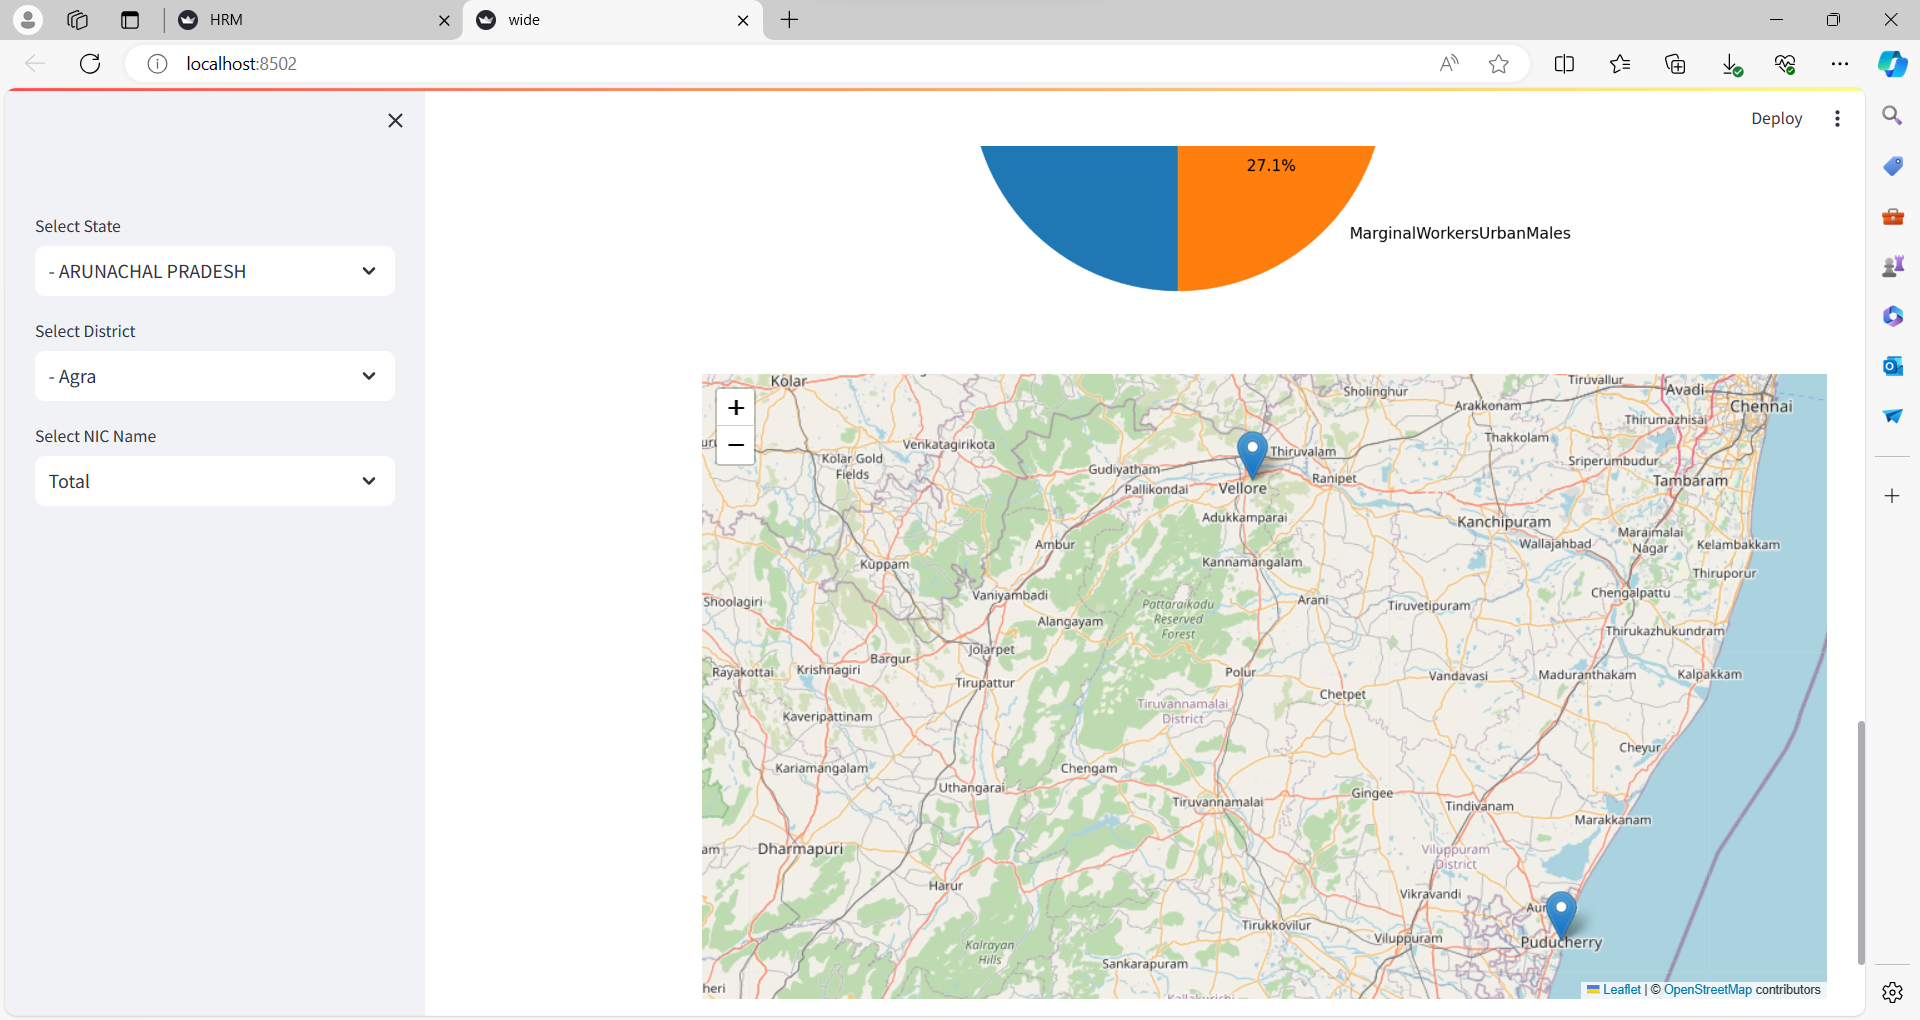 HRM
wide
localhost:8502
Deploy
Select State
- ARUNACHAL PRADESH
Select District
- Agra
Select NIC Name
Total
27.1%
MarginalWorkersUrbanMales
+
−
Kolar
Tiruvallur
Avadi
Sholinghur
Arakkonam
Chennai
Thirumazhisai
Venkatagirikota
Thakkolam
Thiruvalam
Kolar Gold
Fields
Gudiyatham
Sriperumbudur
Ranipet
Tambaram
Pallikondai
Vellore
Adukkamparai
Kanchipuram
Maraimalai
Nagar
Ambur
Wallajahbad
Kelambakkam
Kuppam
Kannamangalam
Thiruporur
Vaniyambadi
Chengalpattu
Shoolagiri
Pattaraikadu
Reserved
Forest
Arani
Tiruvetipuram
Alangayam
Thirukazhukundram
Jolarpet
Bargur
Rayakottai
Krishnagiri
Polur
Vandavasi
Maduranthakam
Kalpakkam
Tirupattur
Chetpet
Tiruvannamalai
District
Kaveripattinam
Cheyur
Kariamangalam
Chengam
Uthangarai
Gingee
Tiruvannamalai
Tindivanam
Marakkanam
am
Dharmapuri
Viluppuram
District
Harur
Vikravandi
Aur
Tirukkovilur
Viluppuram
Puducherry
Kalrayan
Hills
Sankarapuram
heri
Kallakurichi
Leaflet | © OpenStreetMap contributors